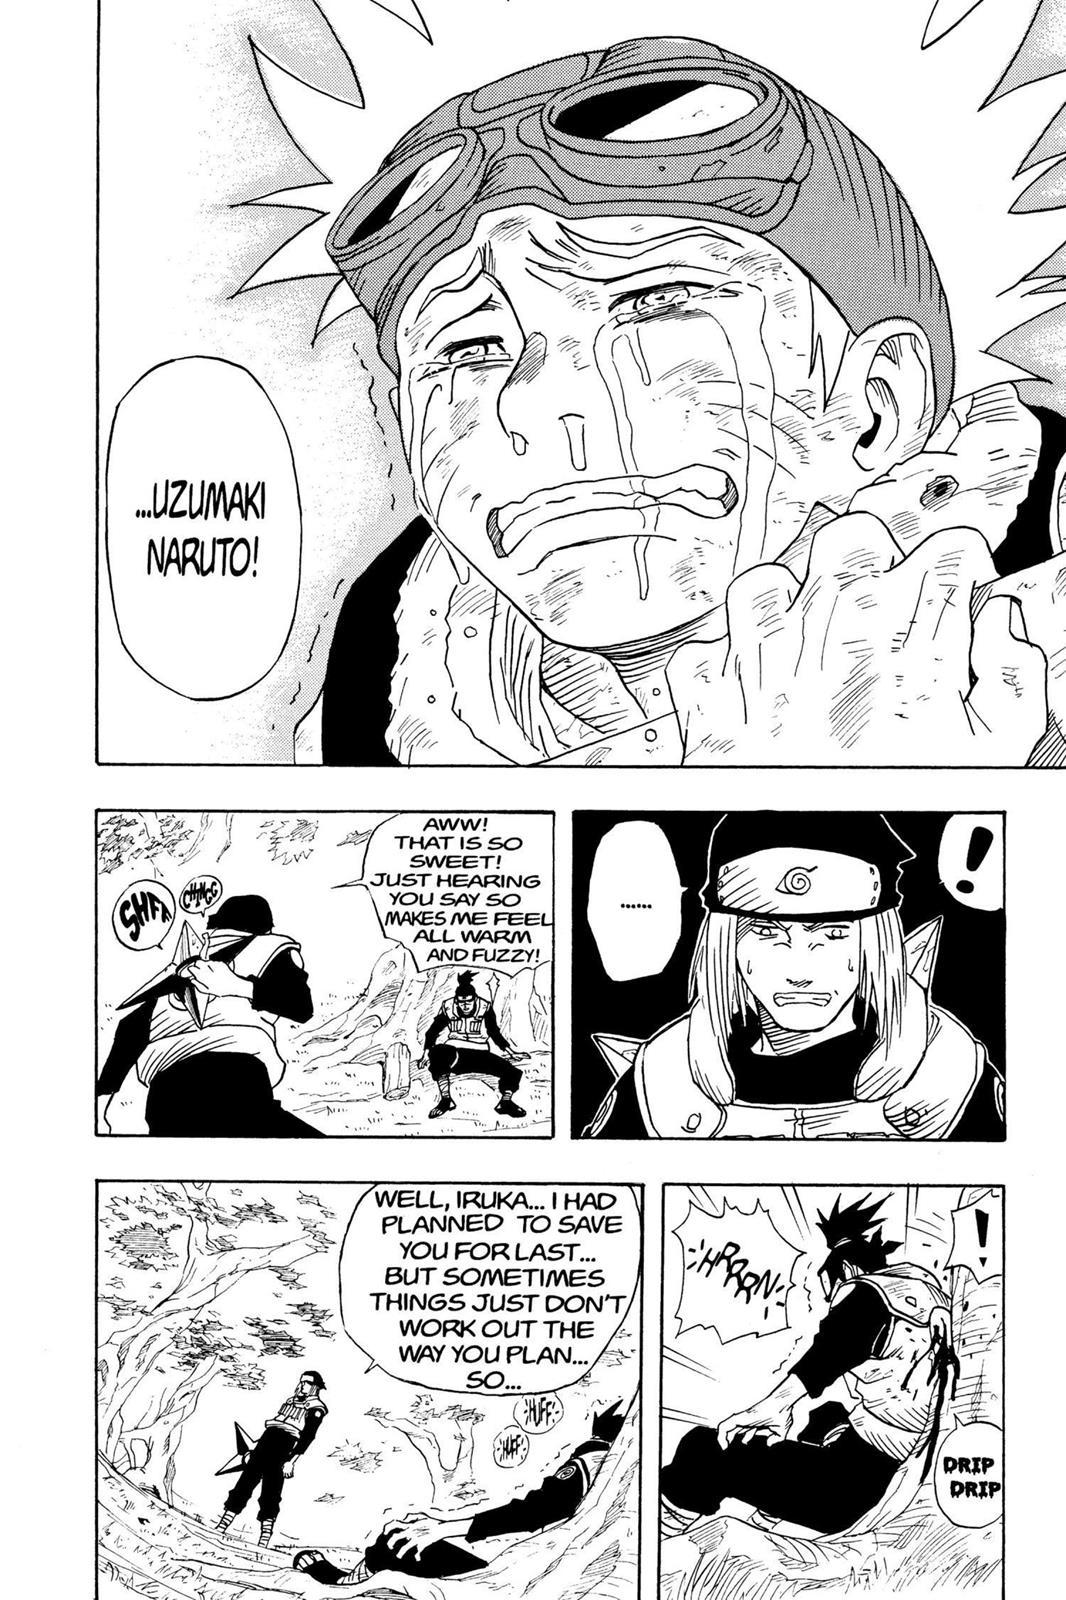 ...UZUMAKI
NARUTO!
!
......
AWW!
THAT IS SO
SWEET!
JUST HEARING
YOU SAY SO
MAKES ME FEEL
ALL WARM
AND FUZZY!
CHINGG
SHFF
!
HRRRN
DRIP
DRIP
WELL, IRUKA... I HAD
PLANNED TO SAVE
YOU FOR LAST...
BUT SOMETIMES
THINGS JUST DON'T
WORK OUT THE
WAY YOU PLAN...
SO...
HUFF
HUFF